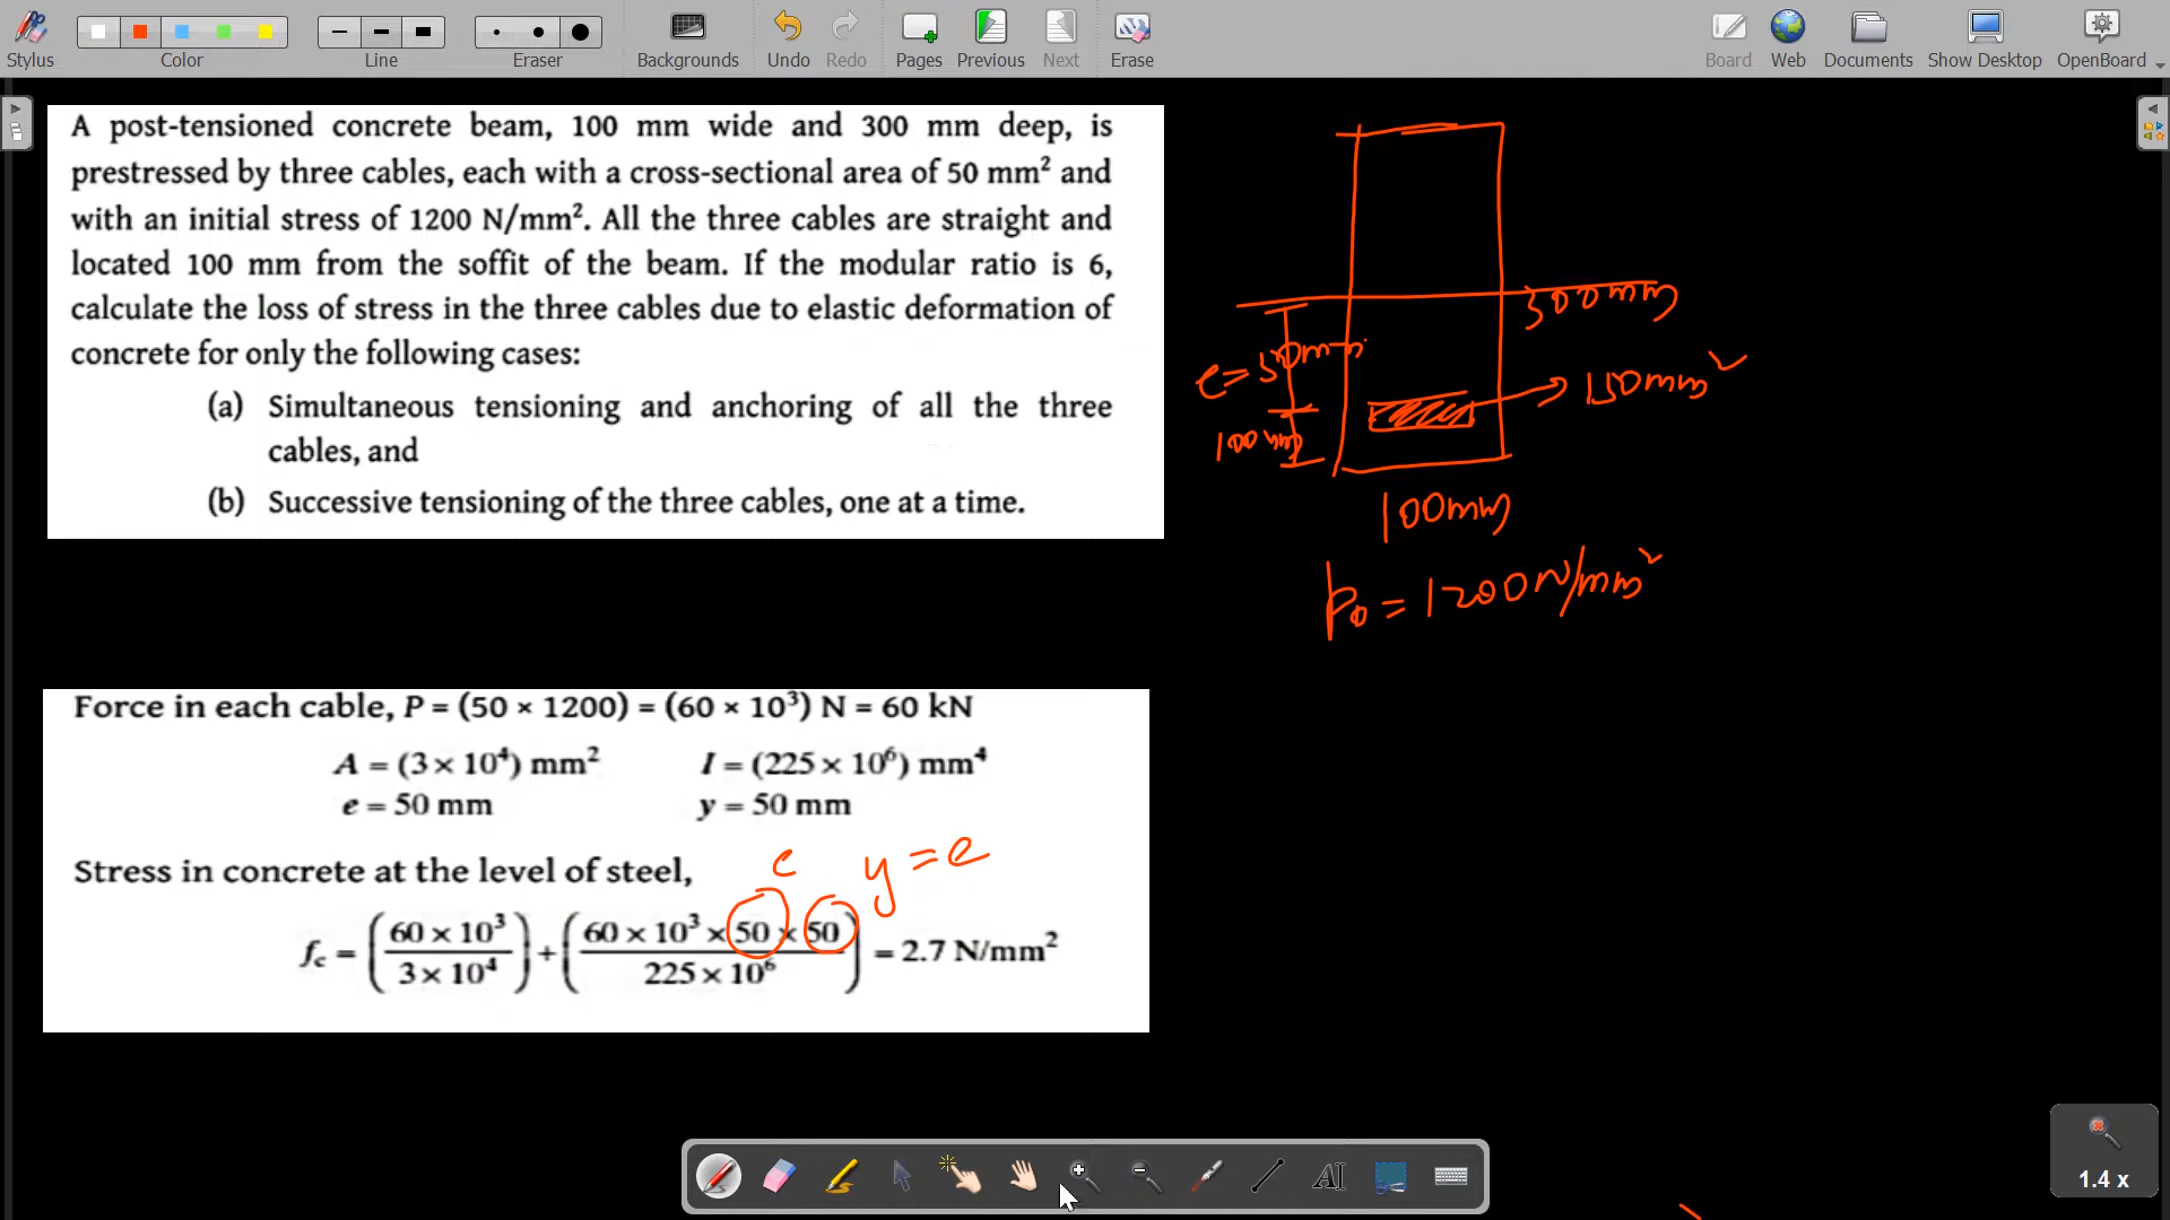 Stylus
Color
Line
Eraser
Backgrounds
Undo
Redo
Pages
Previous
Next
Erase
Board
Web
Documents
Show Desktop
OpenBoard
A post-tensioned concrete beam, 100 mm wide and 300 mm deep, is
prestressed by three cables, each with a cross-sectional area of 50 mm² and
with an initial stress of 1200 N/mm². All the three cables are straight and
located 100 mm from the soffit of the beam. If the modular ratio is 6,
calculate the loss of stress in the three cables due to elastic deformation of
concrete for only the following cases:
(a) Simultaneous tensioning and anchoring of all the three
cables, and
(b) Successive tensioning of the three cables, one at a time.
300mm
e = 50mm
150mm²
100mm
100mm
p₀ = 1200N/mm²
Force in each cable, P = (50 × 1200) = (60 × 10³) N = 60 kN
A = (3 × 10⁴) mm² I = (225 × 10⁶) mm⁴
e = 50 mm y = 50 mm
e y = e
Stress in concrete at the level of steel,
f_c = (60 × 10³ / 3 × 10⁴) + (60 × 10³ × 50 × 50 / 225 × 10⁶) = 2.7 N/mm²
AI
1.4 x